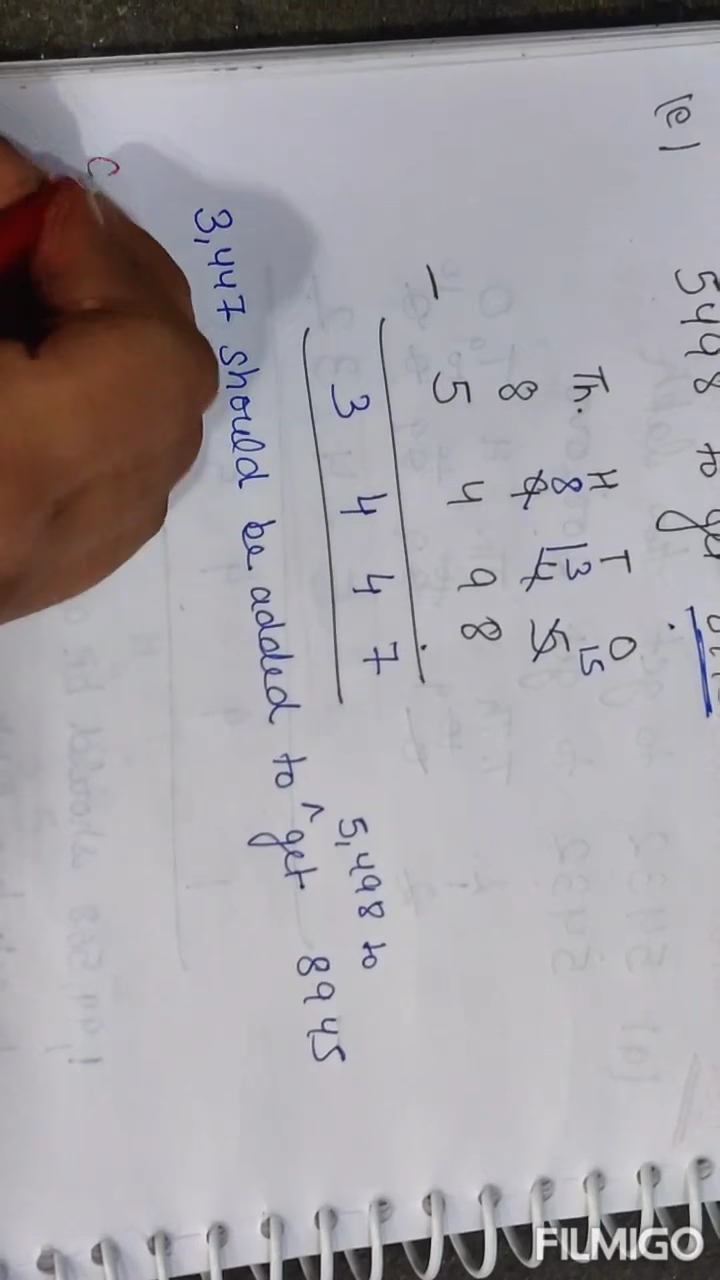 (e)
5498 to get
Th. H T O
8 13 15
8 9 4 5
- 5 4 9 8
3 4 4 7
5,498 to
3,447 should be added to ^ get 8945
C
FILMIGO